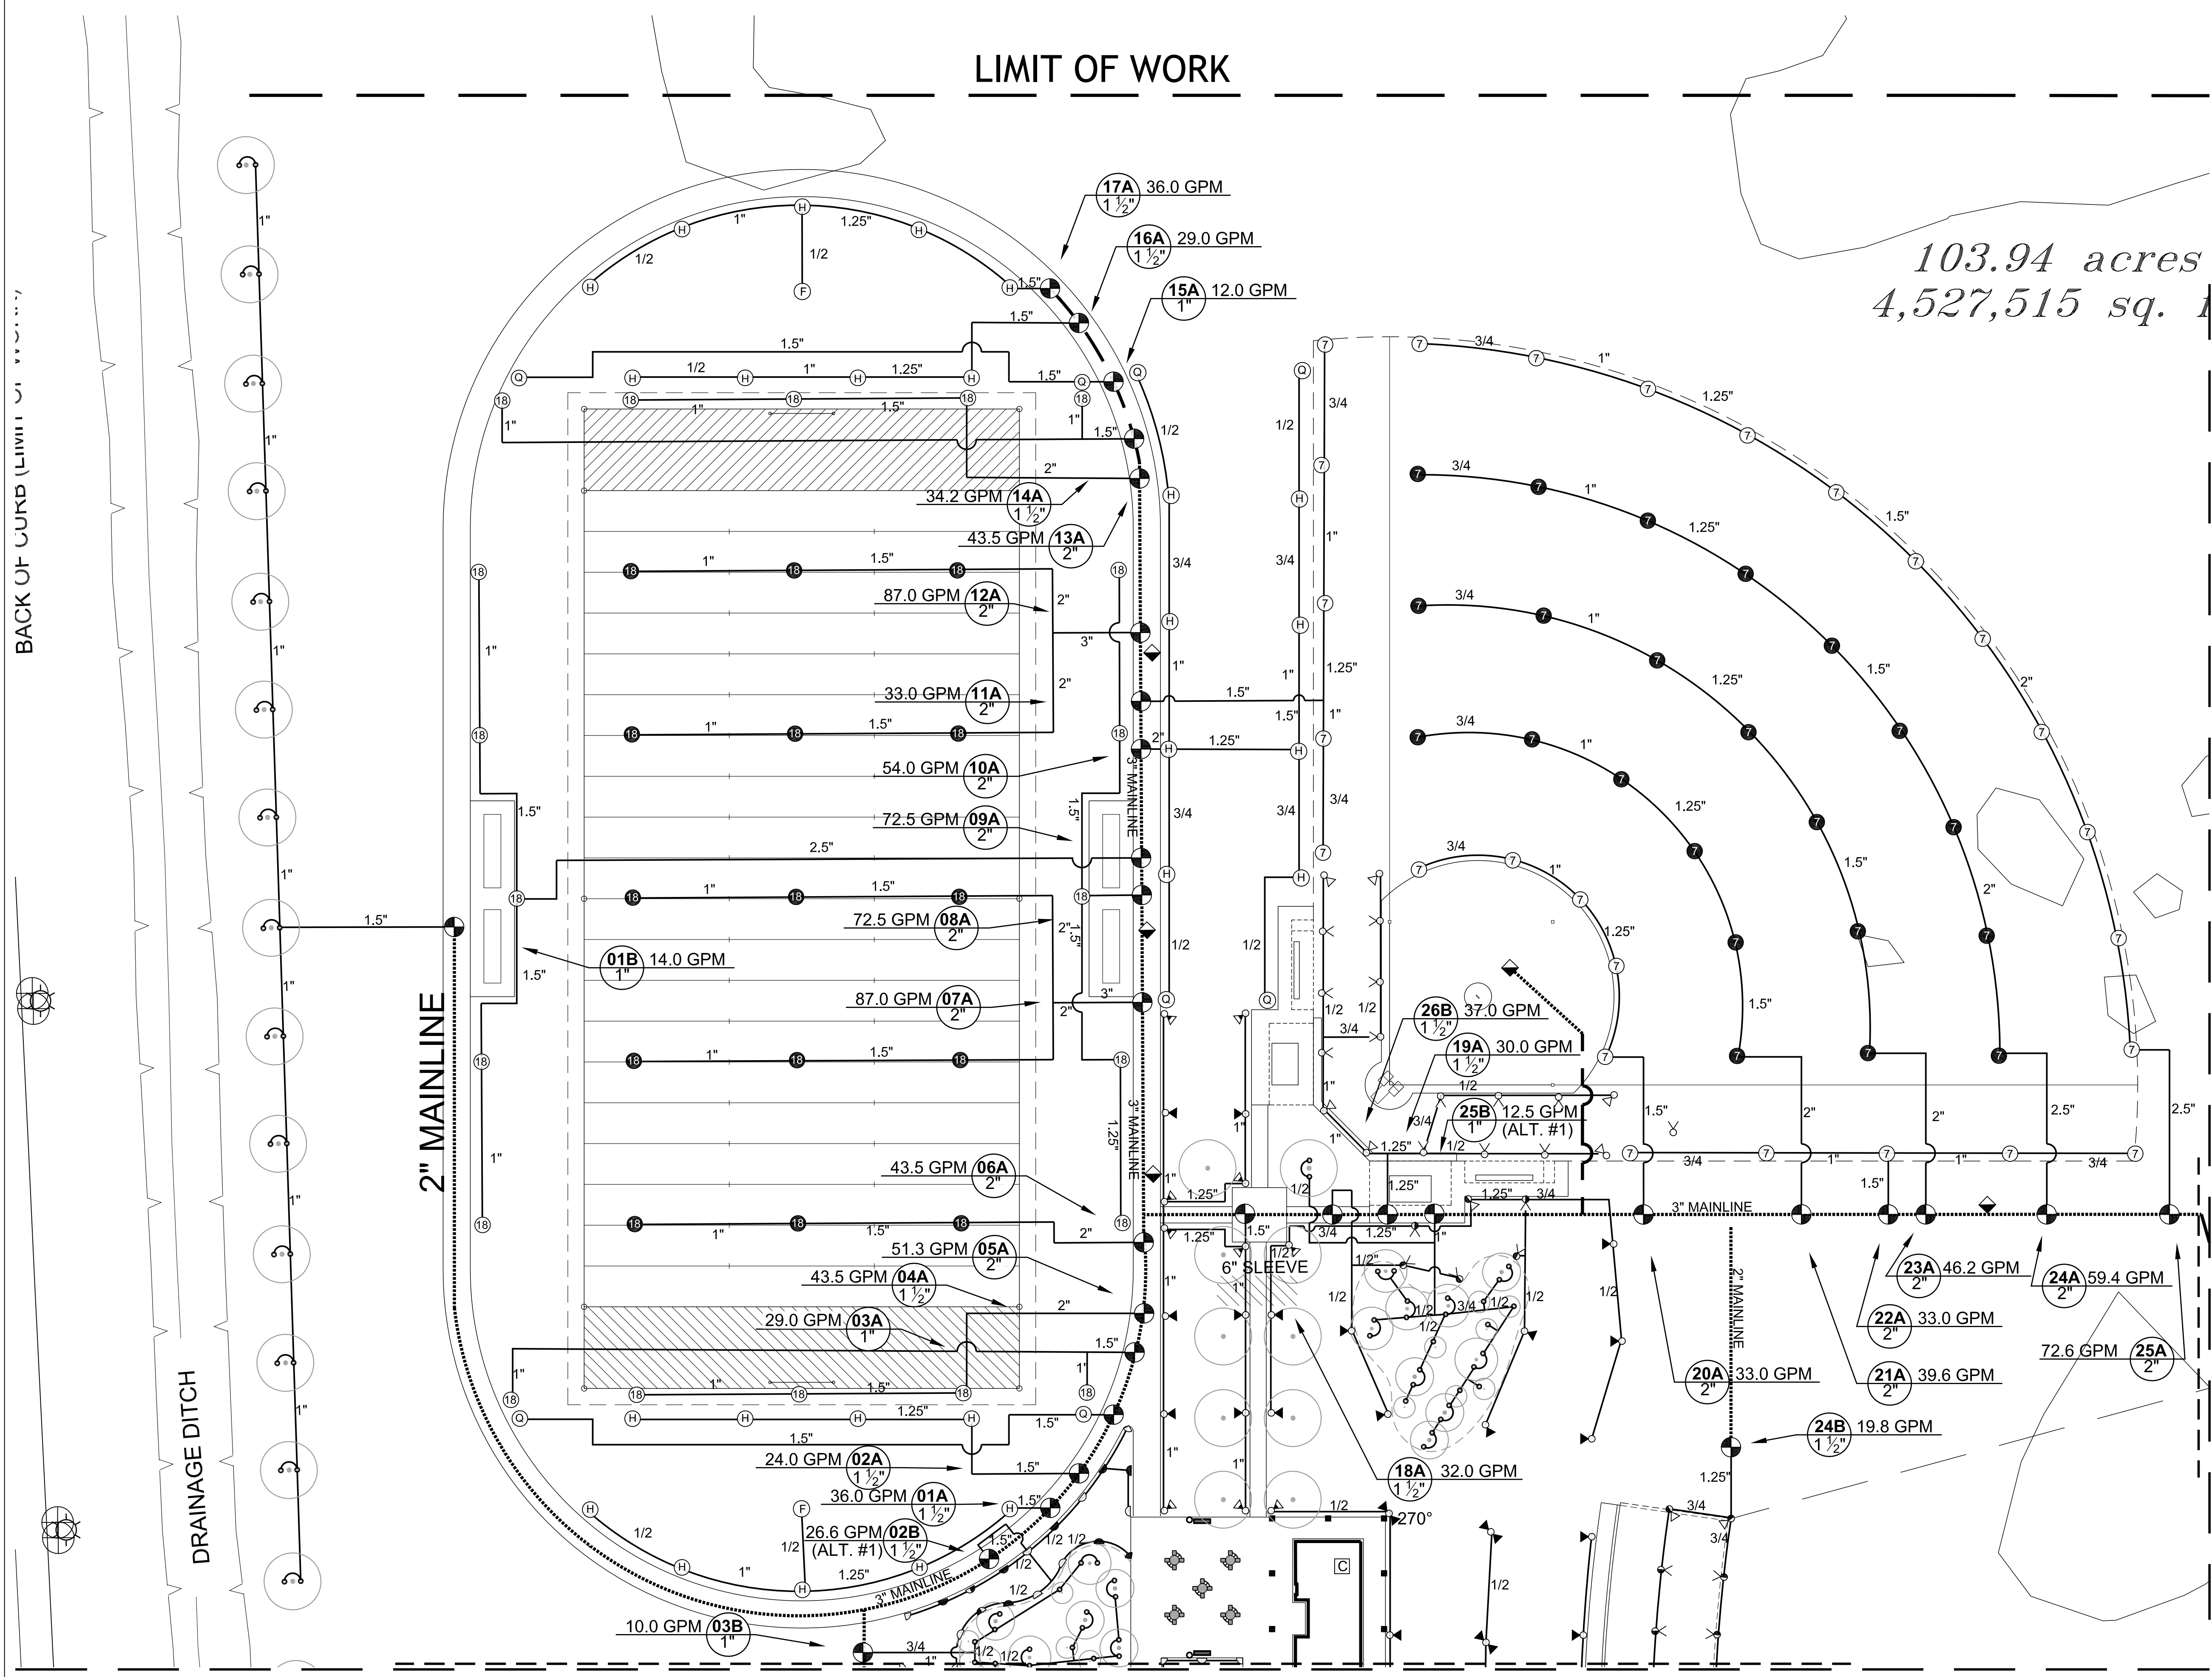 LIMIT OF WORK
103.94 acres
4,527,515 sq.
BACK OF CURB (LIMIT OF WORK)
DRAINAGE DITCH
2" MAINLINE
17A 36.0 GPM
1 ½"
16A 29.0 GPM
1 ½"
15A 12.0 GPM
1"
34.2 GPM 14A
1 ½"
43.5 GPM 13A
2"
87.0 GPM 12A
2"
33.0 GPM 11A
2"
54.0 GPM 10A
2"
72.5 GPM 09A
2"
72.5 GPM 08A
2"
01B 14.0 GPM
1"
87.0 GPM 07A
2"
43.5 GPM 06A
2"
51.3 GPM 05A
2"
43.5 GPM 04A
1 ½"
29.0 GPM 03A
1"
24.0 GPM 02A
1 ½"
36.0 GPM 01A
1 ½"
26.6 GPM 02B
(ALT. #1) 1 ½"
10.0 GPM 03B
1"
3" MAINLINE
3" MAINLINE
3" MAINLINE
26B 37.0 GPM
1 ½"
19A 30.0 GPM
1 ½"
25B 12.5 GPM
1" (ALT. #1)
6" SLEEVE
18A 32.0 GPM
1 ½"
270°
C
3" MAINLINE
2" MAINLINE
23A 46.2 GPM
2"
24A 59.4 GPM
2"
22A 33.0 GPM
2"
72.6 GPM 25A
2"
20A 33.0 GPM
2"
21A 39.6 GPM
2"
24B 19.8 GPM
1 ½"